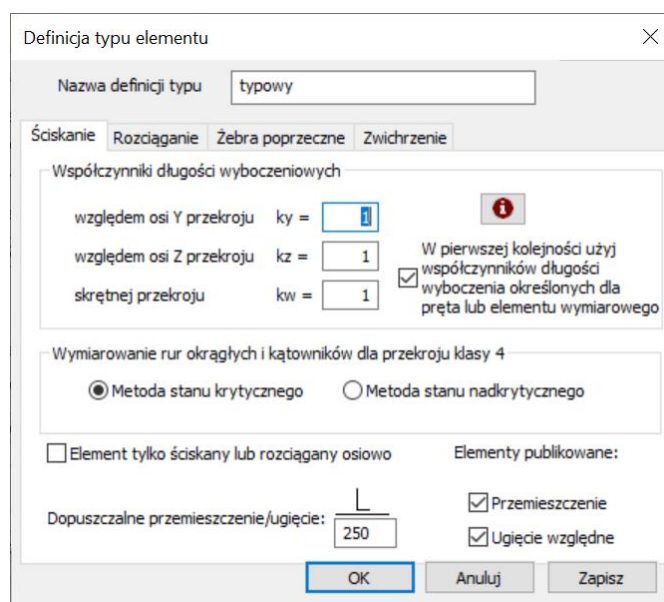 Definicja typu elementu
Nazwa definicji typu typowy
Ściskanie Rozciąganie Żebra poprzeczne Zwichrzenie
Współczynniki długości wyboczeniowych
względem osi Y przekroju ky = 1
względem osi Z przekroju kz = 1
skrętnej przekroju kw = 1
W pierwszej kolejności użyj
współczynników długości
wyboczenia określonych dla
pręta lub elementu wymiarowego
Wymiarowanie rur okrągłych i kątowników dla przekroju klasy 4
Metoda stanu krytycznego Metoda stanu nadkrytycznego
Element tylko ściskany lub rozciągany osiowo
Elementy publikowane:
Dopuszczalne przemieszczenie/ugięcie: L
250
Przemieszczenie
Ugięcie względne
OK Anuluj Zapisz